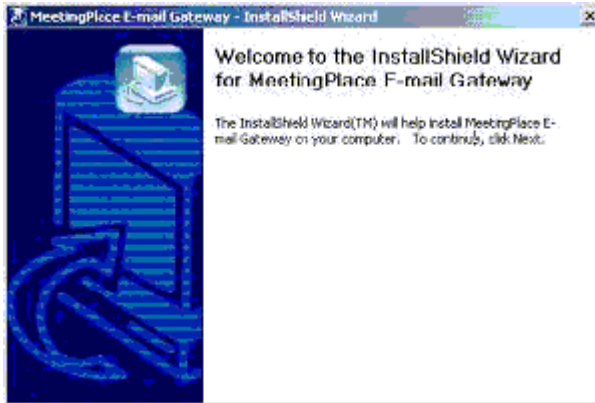 MeetingPlace E-mail Gateway - InstallShield Wizard
Welcome to the InstallShield Wizard
for MeetingPlace E-mail Gateway
The InstallShield Wizard(TM) will help install MeetingPlace E-
mail Gateway on your computer. To continue, click Next.